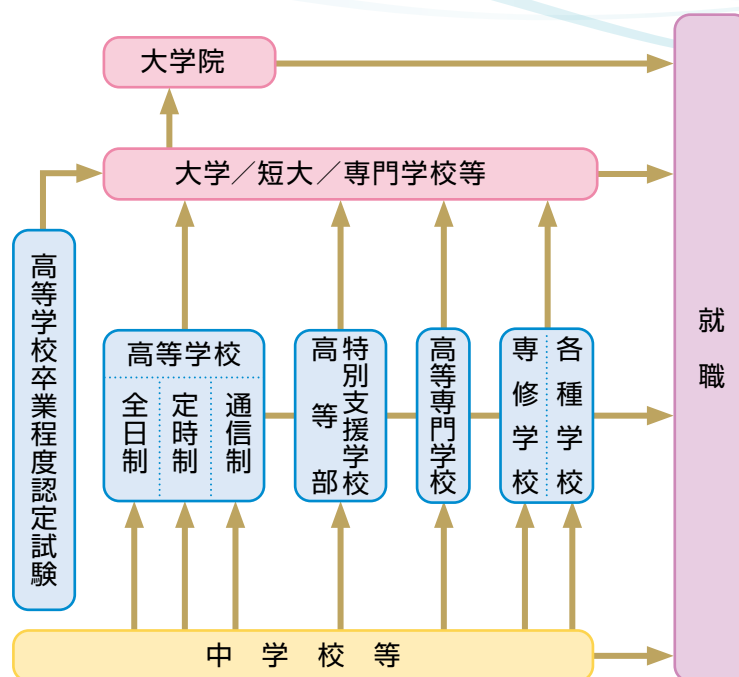 大学院
大学／短大／専門学校等
高等学校卒業程度認定試験
高等学校
全日制
定時制
通信制
特別支援学校
高等部
高等専門学校
専修学校
各種学校
中学校等
就職